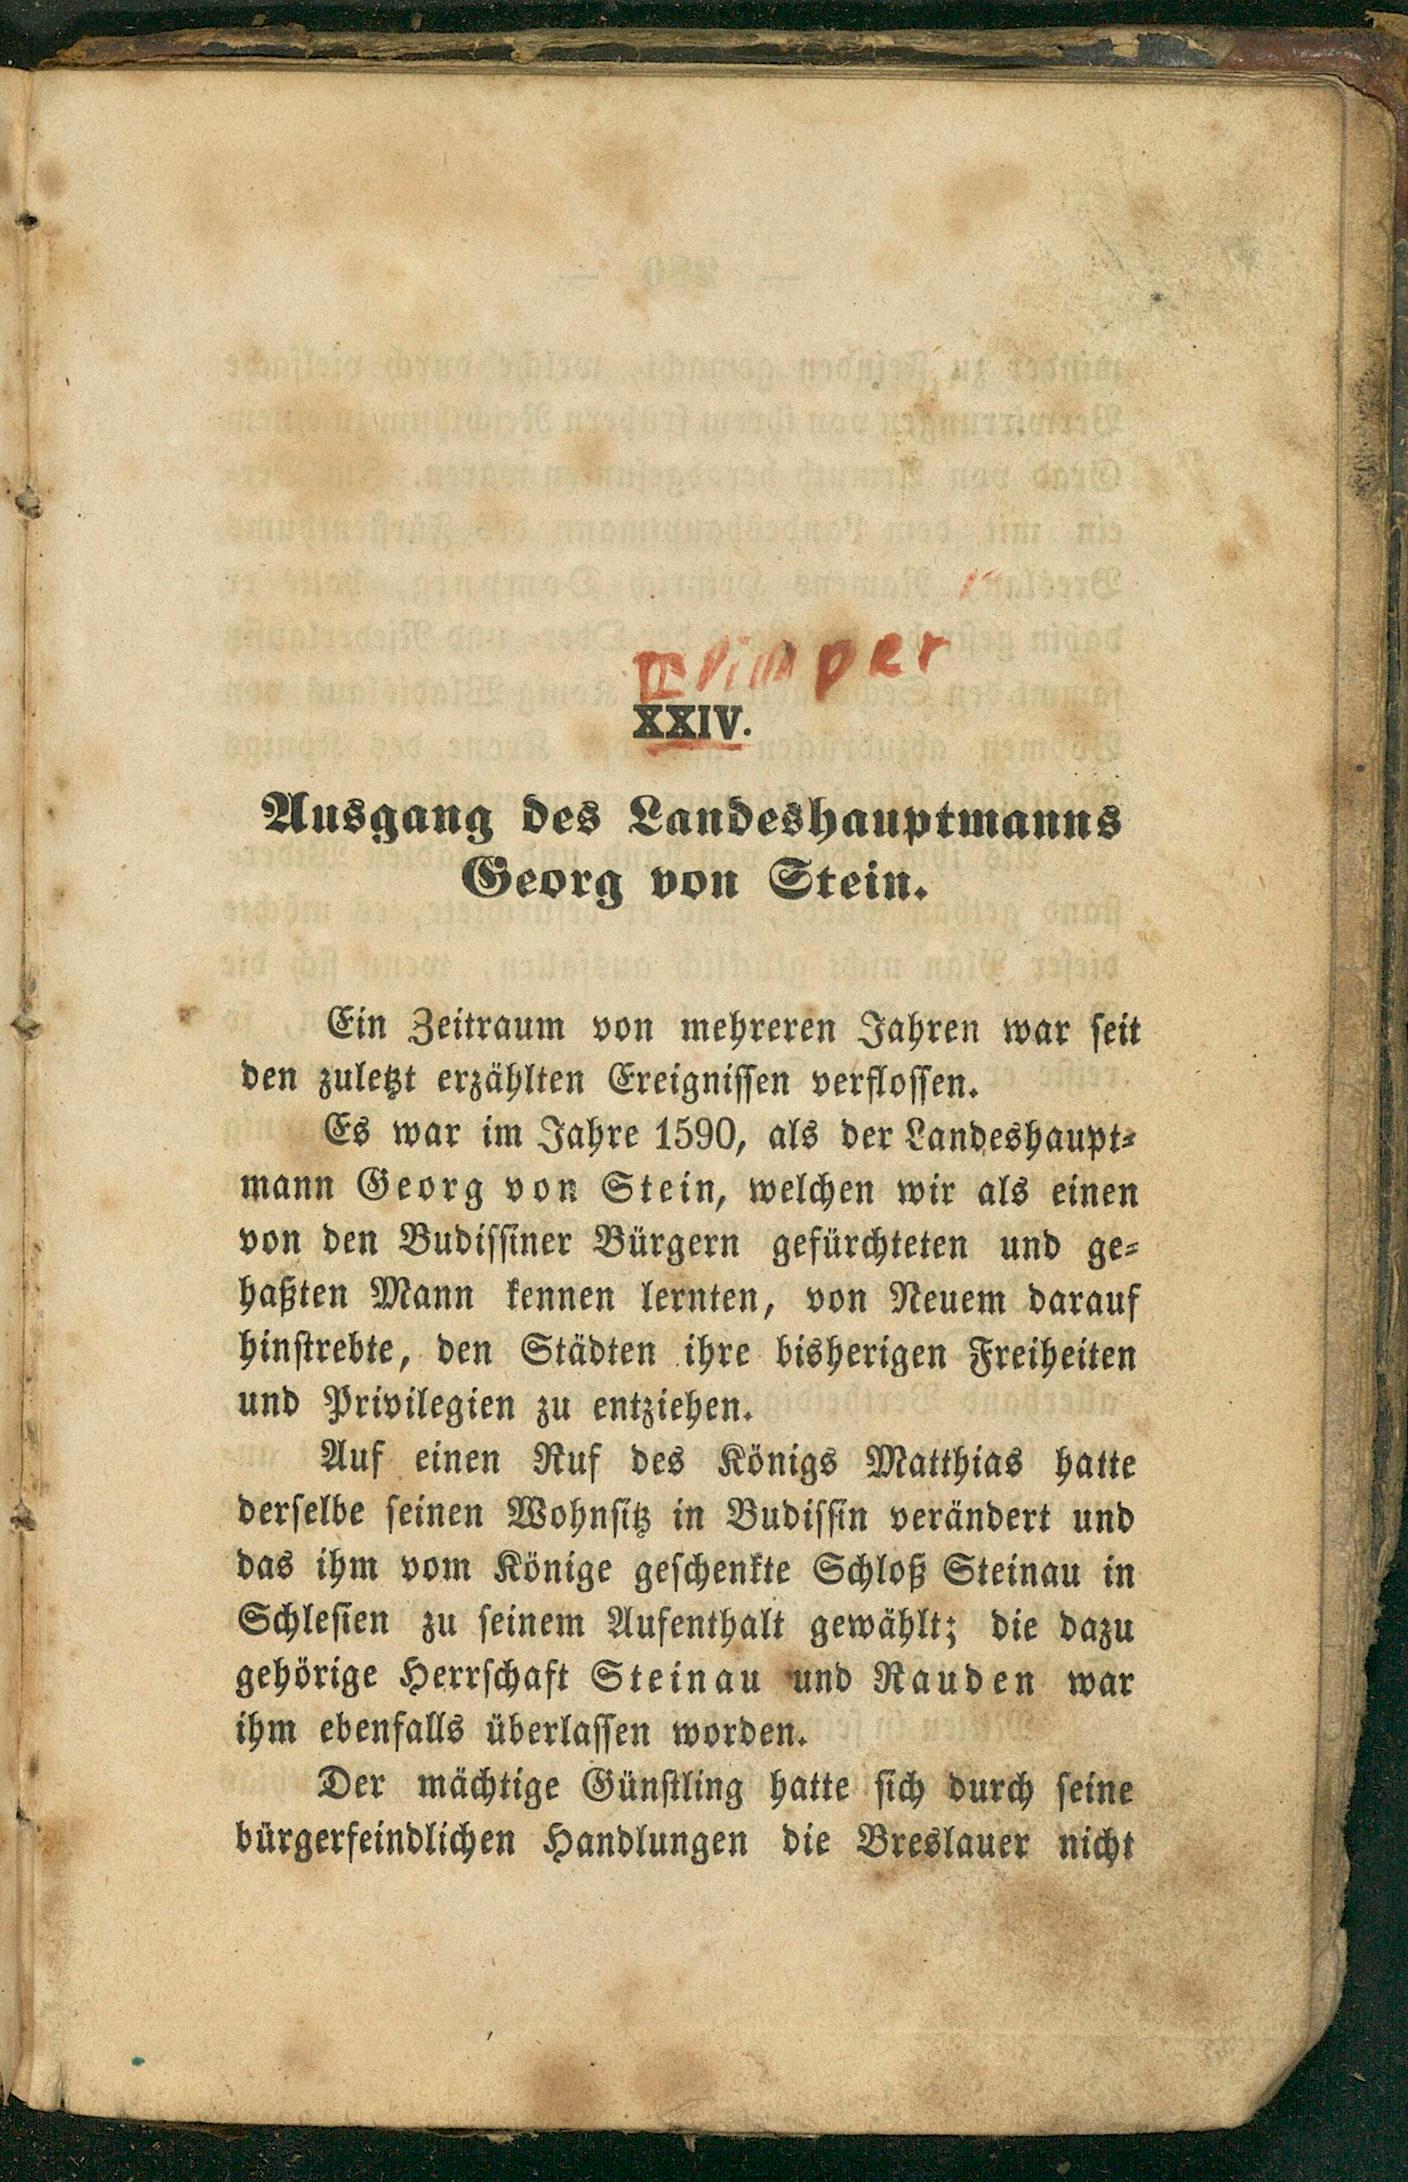 XXIV.
Ausgang des Landeshauptmanns
Georg von Stein.
Ein Zeitraum von mehreren Jahren war seit
den zuletzt erzählten Ereignissen verflossen.
Es war im Jahre 1590, als der Landeshaupt-
mann Georg von Stein, welchen wir als einen
von den Budissiner Bürgern gefürchteten und ge-
haßten Mann kennen lernten, von Neuem darauf
hinstrebte, den Städten ihre bisherigen Freiheiten
und Privilegien zu entziehen.
Auf einen Ruf des Königs Matthias hatte
derselbe seinen Wohnsitz in Budissin verändert und
das ihm vom Könige geschenkte Schloß Steinau in
Schlesien zu seinem Aufenthalt gewählt; die dazu
gehörige Herrschaft Steinau und Rauden war
ihm ebenfalls überlassen worden.
Der mächtige Günstling hatte sich durch seine
bürgerfeindlichen Handlungen die Breslauer nicht